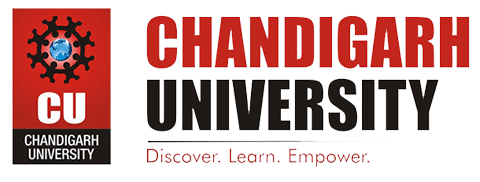 CU
CHANDIGARH
UNIVERSITY
CHANDIGARH
UNIVERSITY
Discover. Learn. Empower.